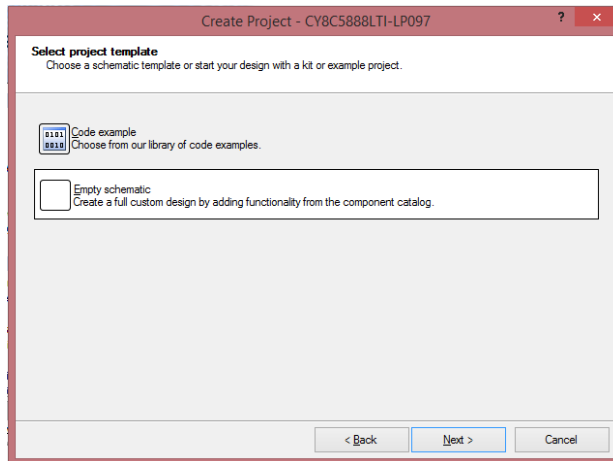 Create Project - CY8C5888LTI-LP097
?
×
Select project template
Choose a schematic template or start your design with a kit or example project.
0101
0010
Code example
Choose from our library of code examples.
Empty schematic
Create a full custom design by adding functionality from the component catalog.
< Back
Next >
Cancel